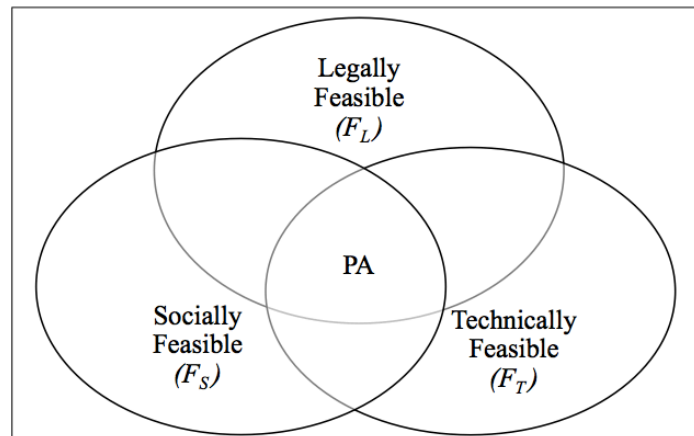 Legally
Feasible
(F_L)
PA
Socially
Feasible
(F_S)
Technically
Feasible
(F_T)